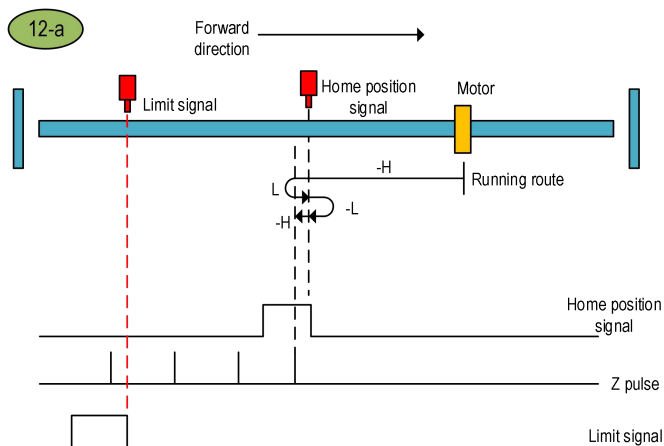 12-a
Forward
direction
Limit signal
Home position
signal
Motor
-H
Running route
L
-L
-H
Home position
signal
Z pulse
Limit signal